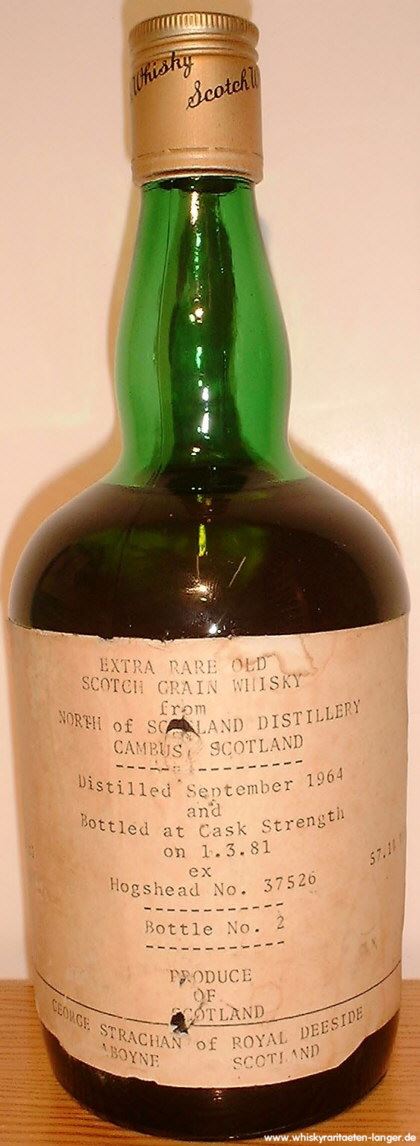 Whisky Scotch W
EXTRA RARE OLD
SCOTCH GRAIN WHISKY
from
NORTH of SCOTLAND DISTILLERY
CAMBUS, SCOTLAND
Distilled September 1964
and
Bottled at Cask Strength
on 1.3.81
57.1%
ex
Hogshead No. 37526
Bottle No. 2
PRODUCE
OF
SCOTLAND
GEORGE STRACHAN of ROYAL DEESIDE
ABOYNE SCOTLAND
www.whiskyraritaeten-langer.de